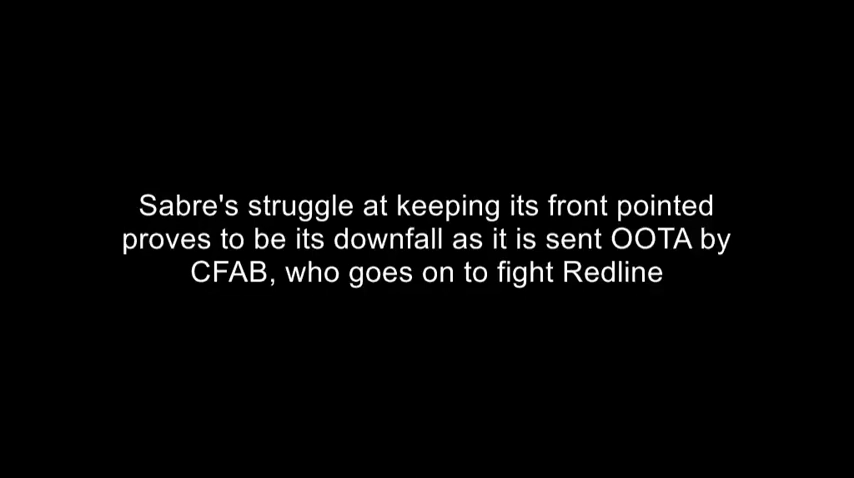 Sabre's struggle at keeping its front pointed
proves to be its downfall as it is sent OOTA by
CFAB, who goes on to fight Redline